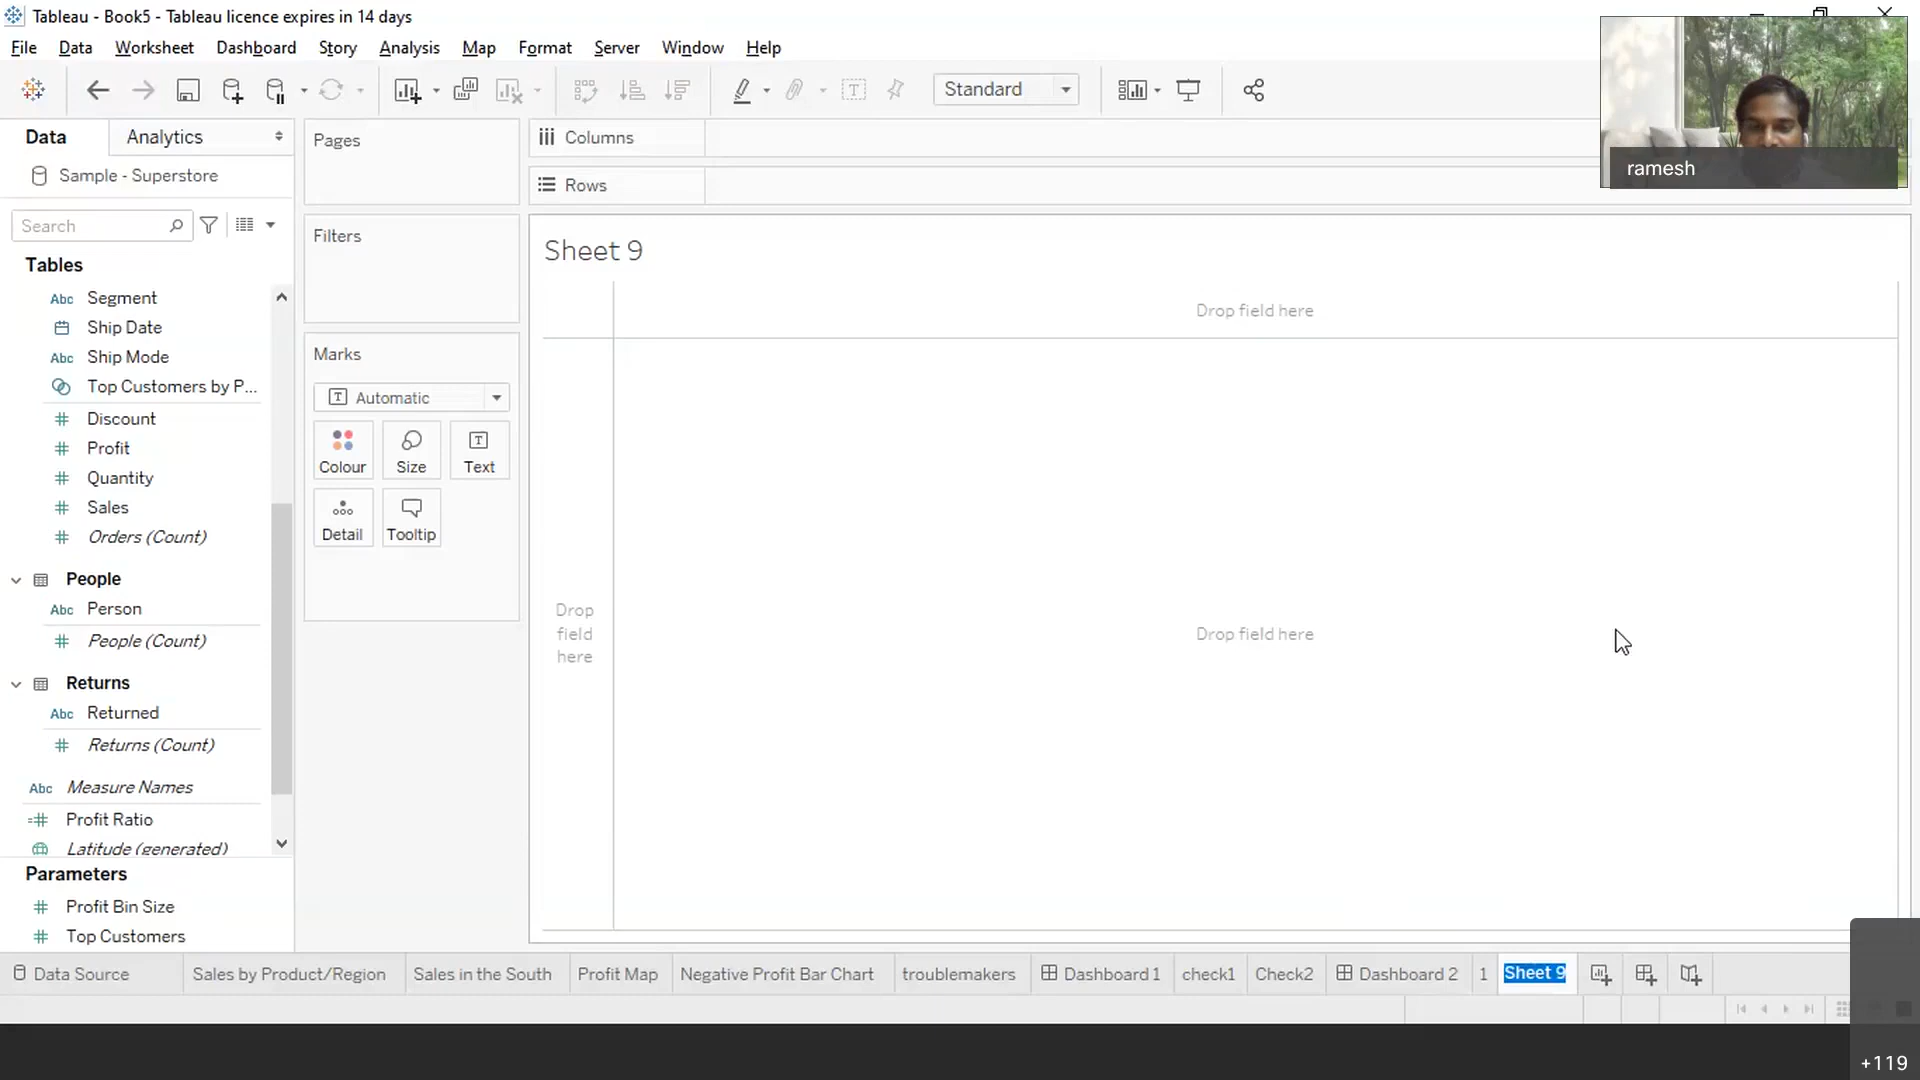 Tableau - Book5 - Tableau licence expires in 14 days
File Data Worksheet Dashboard Story Analysis Map Format Server Window Help
Standard
Data Analytics
Sample - Superstore
Search
Tables
Abc Segment
Ship Date
Abc Ship Mode
Top Customers by P...
Discount
Profit
Quantity
Sales
Orders (Count)
People
Abc Person
People (Count)
Returns
Abc Returned
Returns (Count)
Abc Measure Names
Profit Ratio
Latitude (generated)
Parameters
Profit Bin Size
Top Customers
Pages
Filters
Marks
Automatic
Colour Size Text
Detail Tooltip
Columns
Rows
Sheet 9
Drop field here
Drop
field
here
Drop field here
ramesh
Data Source Sales by Product/Region Sales in the South Profit Map Negative Profit Bar Chart troublemakers Dashboard 1 check1 Check2 Dashboard 2 1 Sheet 9
+119